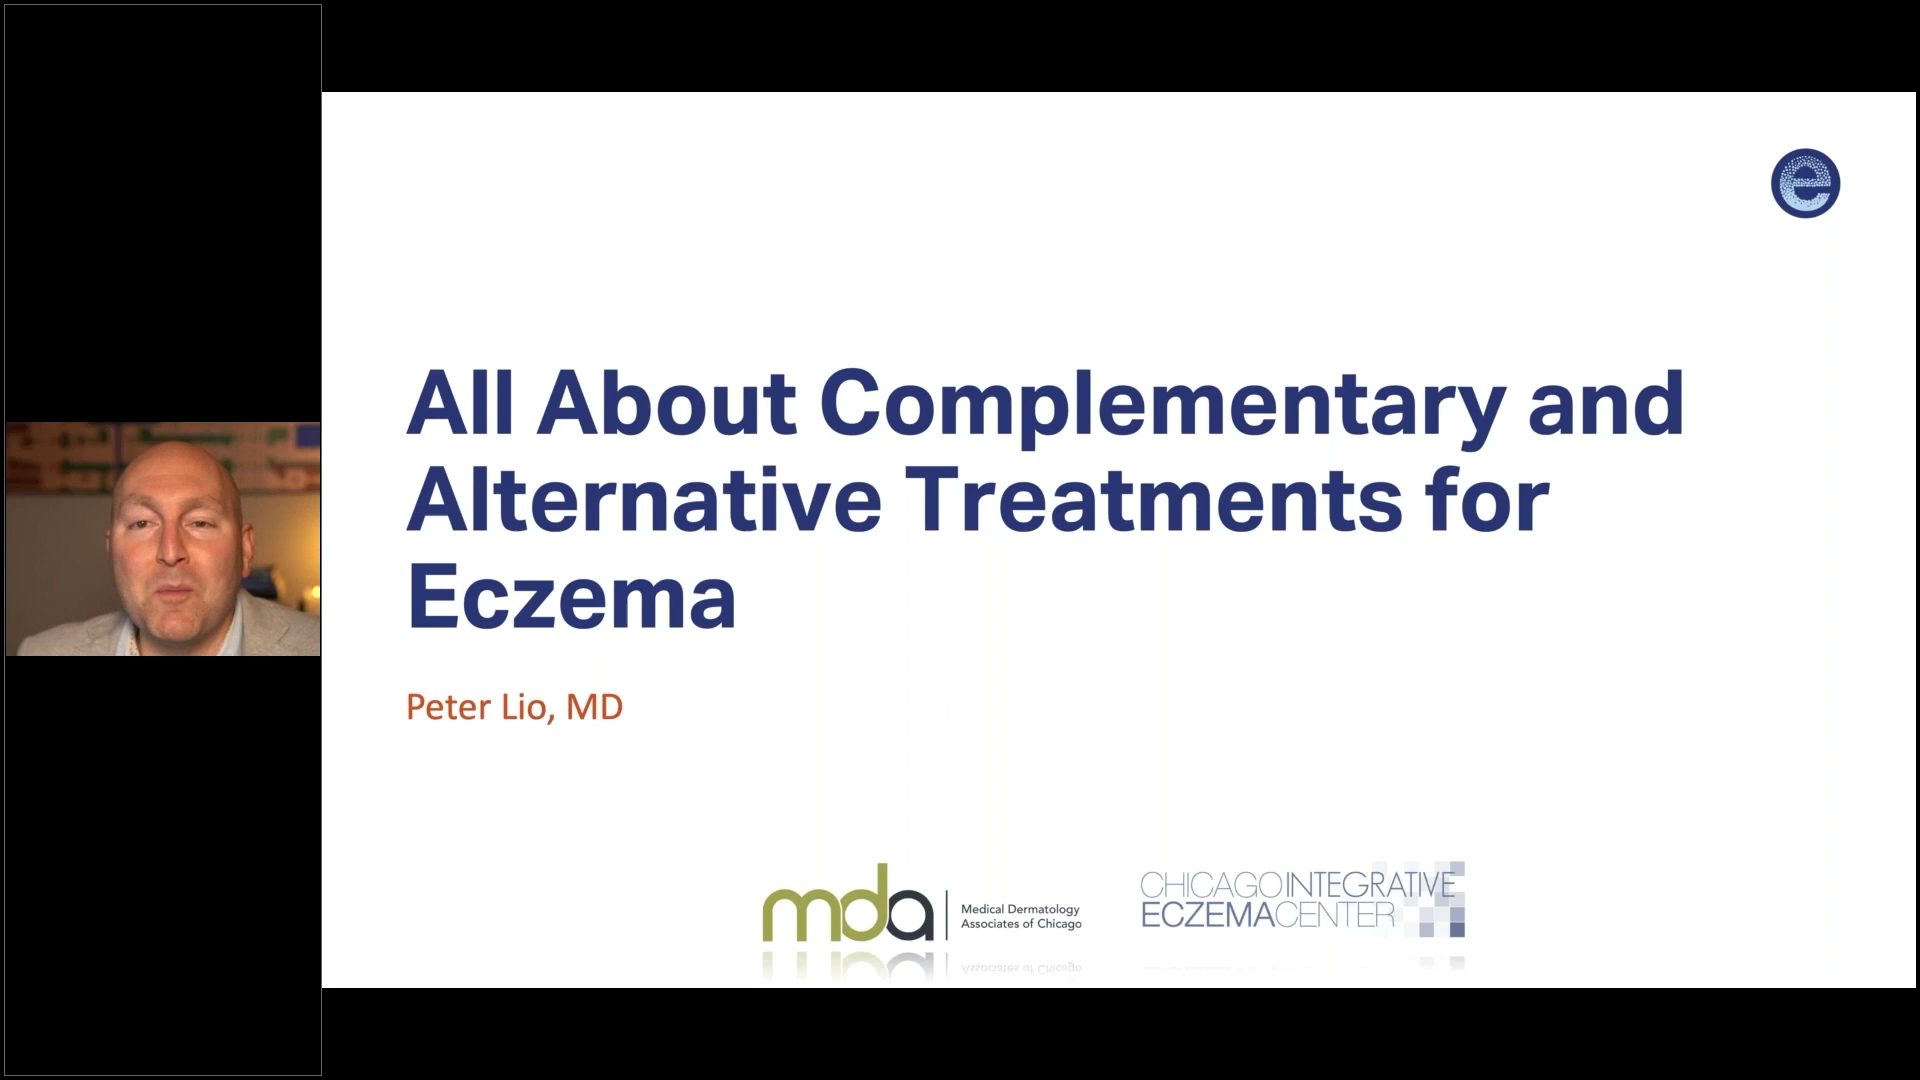 e
All About Complementary and
Alternative Treatments for
Eczema
Peter Lio, MD
mda
Medical Dermatology
Associates of Chicago
CHICAGOINTEGRATIVE
ECZEMACENTER